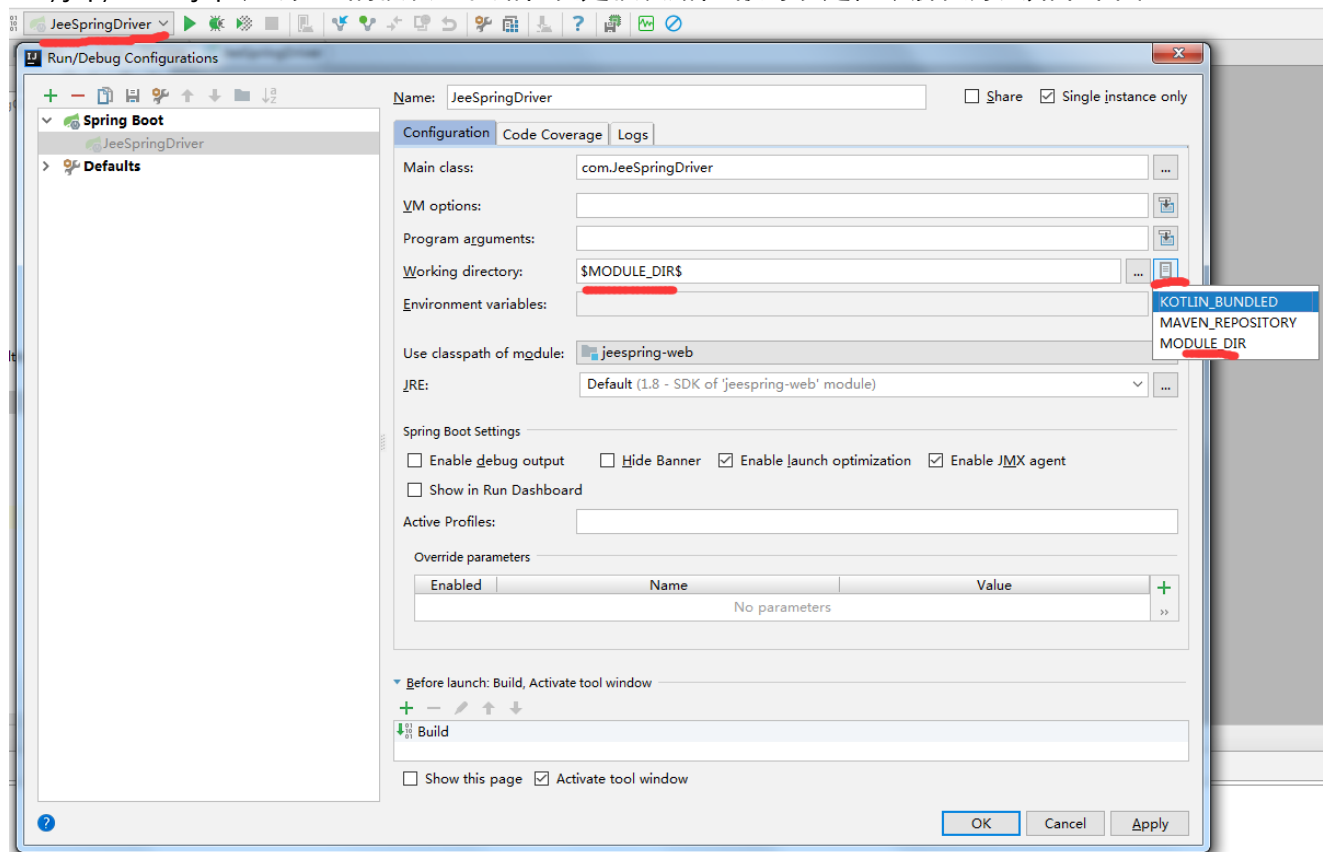 JeeSpringDriver
Run/Debug Configurations
Name: JeeSpringDriver
Share
Single instance only
Spring Boot
JeeSpringDriver
Defaults
Configuration
Code Coverage
Logs
Main class: com.JeeSpringDriver ...
VM options:
Program arguments:
Working directory: $MODULE_DIR$ ...
KOTLIN_BUNDLED
MAVEN_REPOSITORY
MODULE_DIR
Environment variables:
Use classpath of module: jeespring-web
JRE: Default (1.8 - SDK of 'jeespring-web' module) ...
Spring Boot Settings
Enable debug output
Hide Banner
Enable launch optimization
Enable JMX agent
Show in Run Dashboard
Active Profiles:
Override parameters
Enabled Name Value
No parameters
Before launch: Build, Activate tool window
Build
Show this page
Activate tool window
OK Cancel Apply